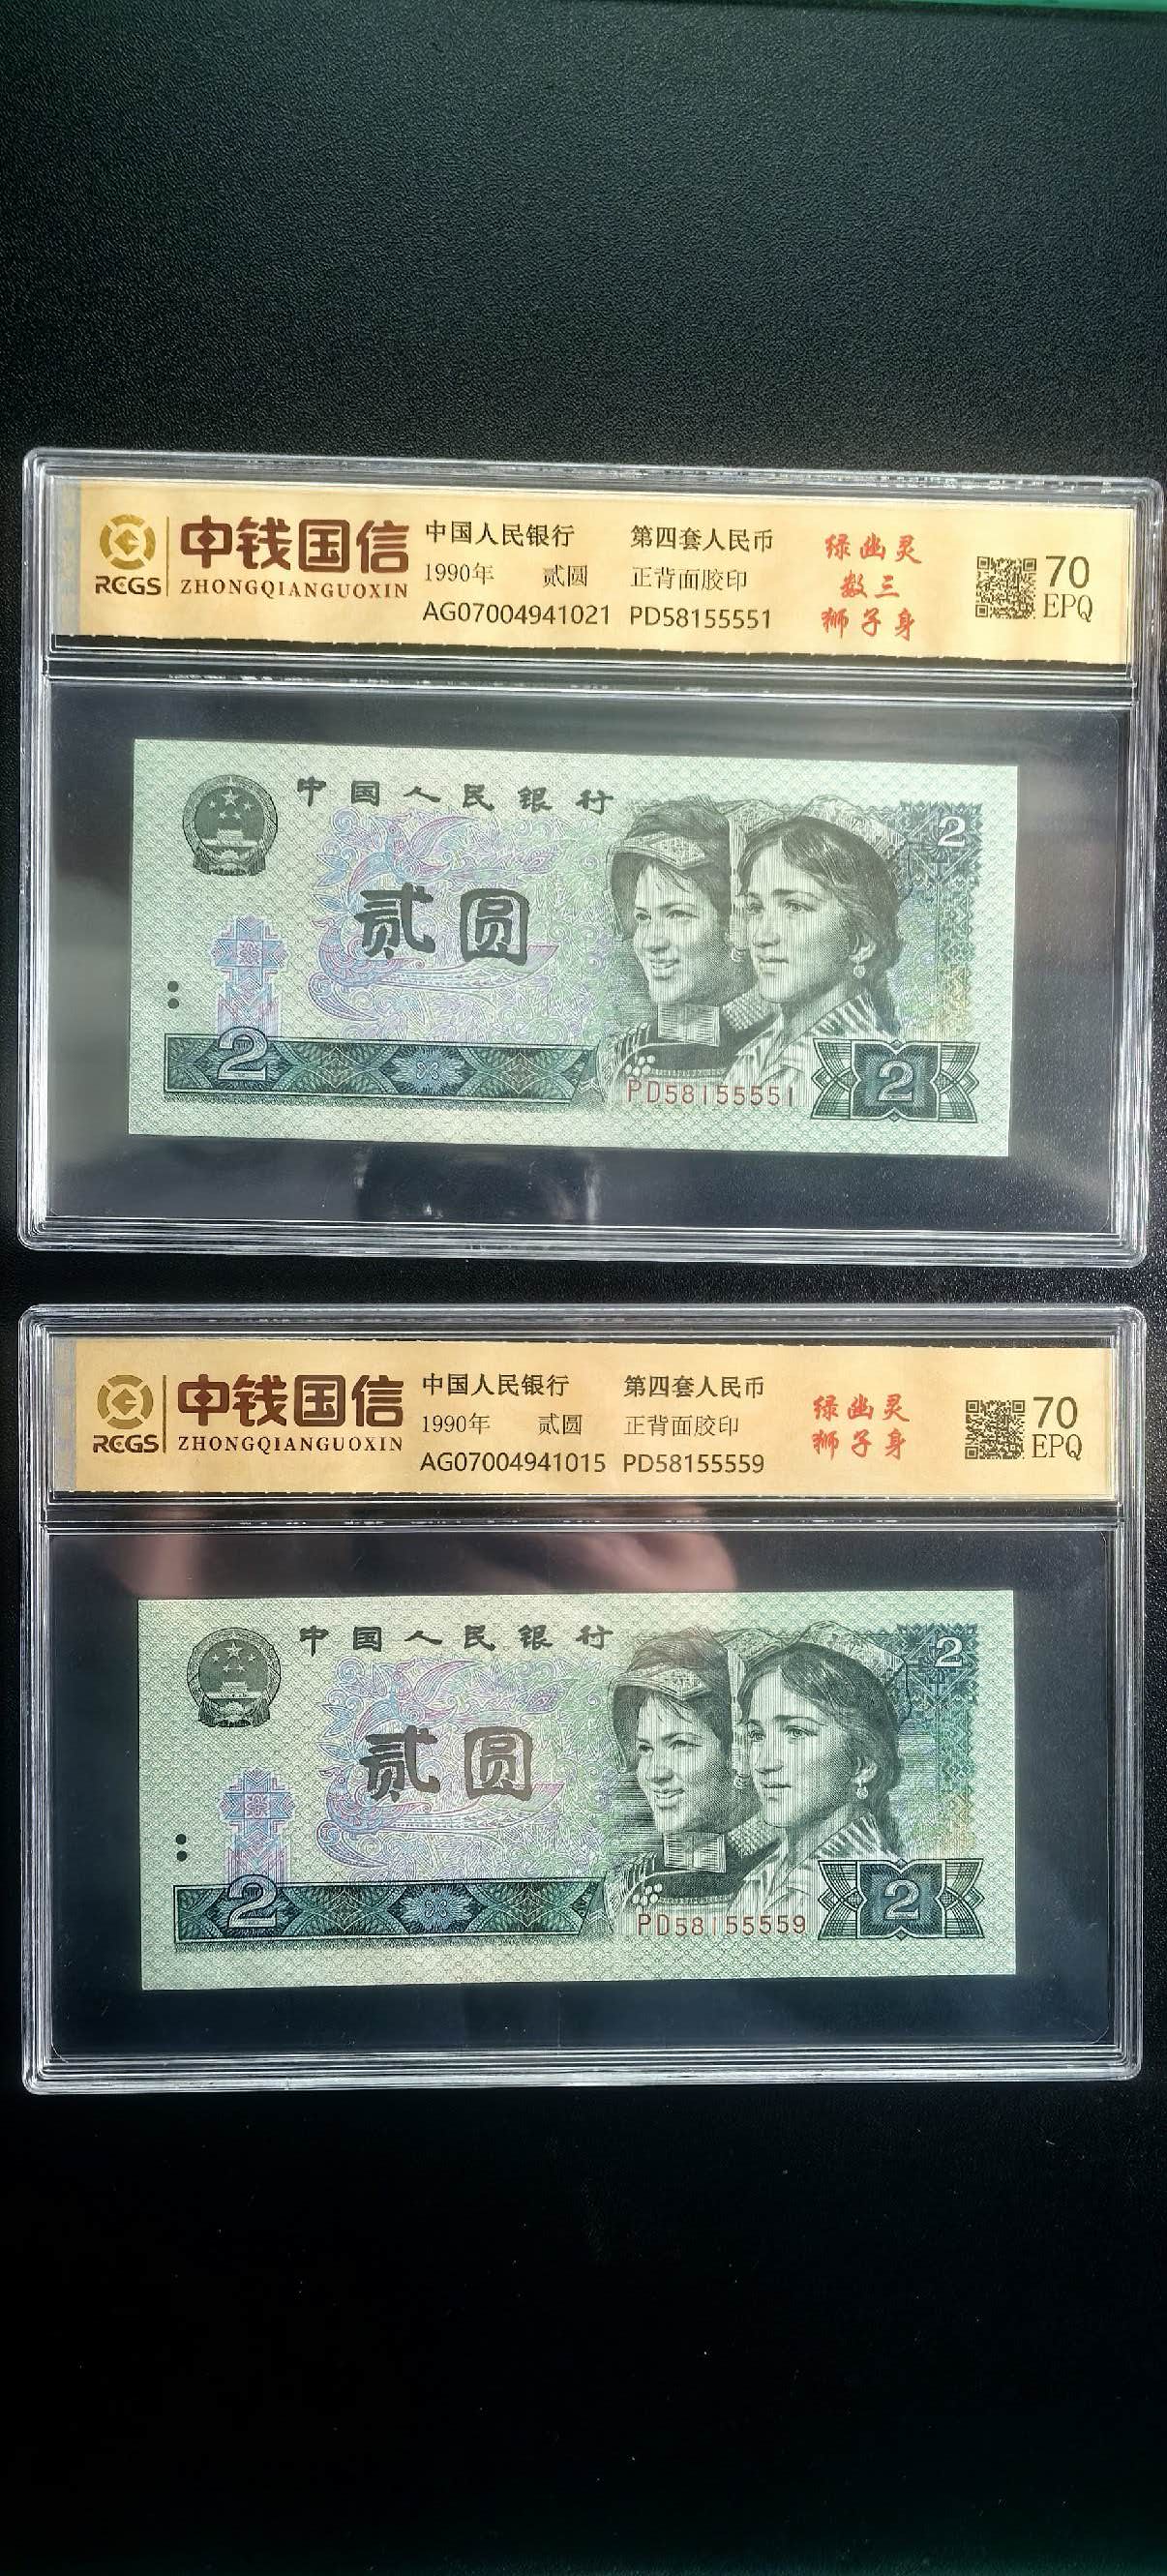 RCGS
中钱国信
ZHONGQIANGUOXIN
中国人民银行 第四套人民币
1990年 贰圆 正背面胶印
AG07004941021 PD58155551
绿幽灵
数三
狮子身
70
EPQ
中国人民银行
2
贰圆
2
PD58155551
2
RCGS
中钱国信
ZHONGQIANGUOXIN
中国人民银行 第四套人民币
1990年 贰圆 正背面胶印
AG07004941015 PD58155559
绿幽灵
狮子身
70
EPQ
中国人民银行
2
贰圆
2
PD58155559
2